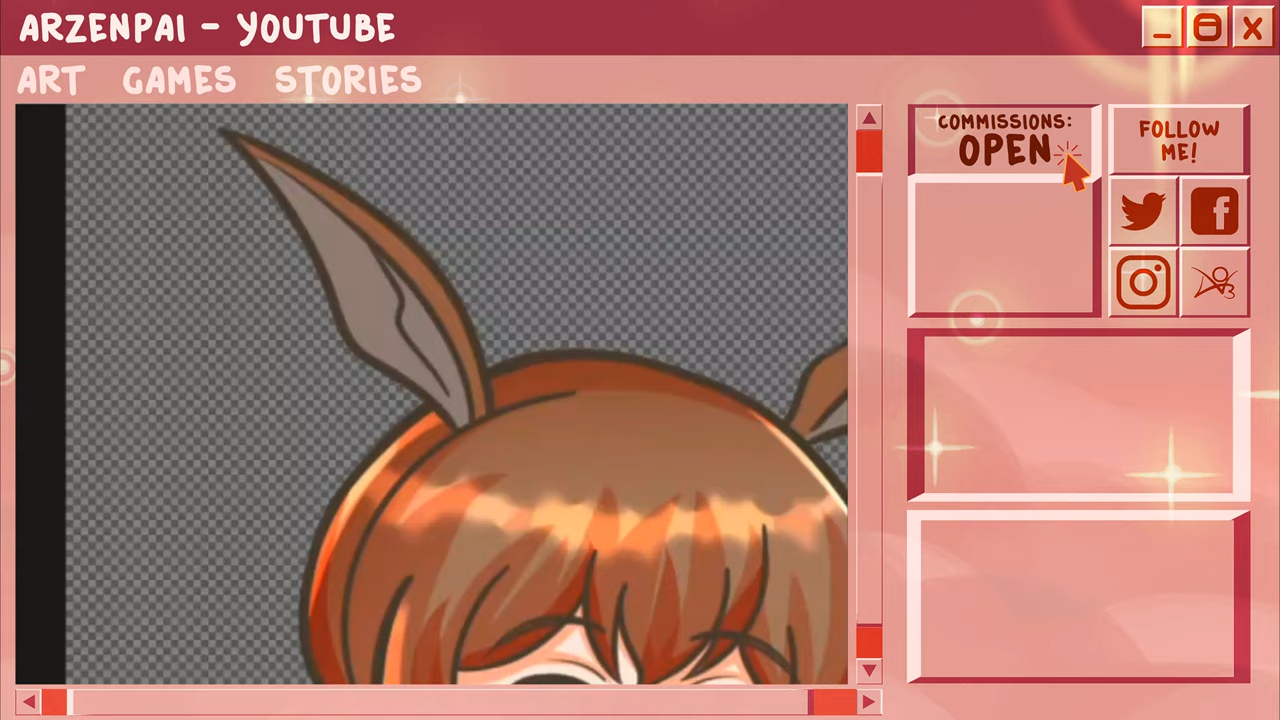 ARZENPAI - YOUTUBE
ART GAMES STORIES
COMMISSIONS:
OPEN
FOLLOW
ME!